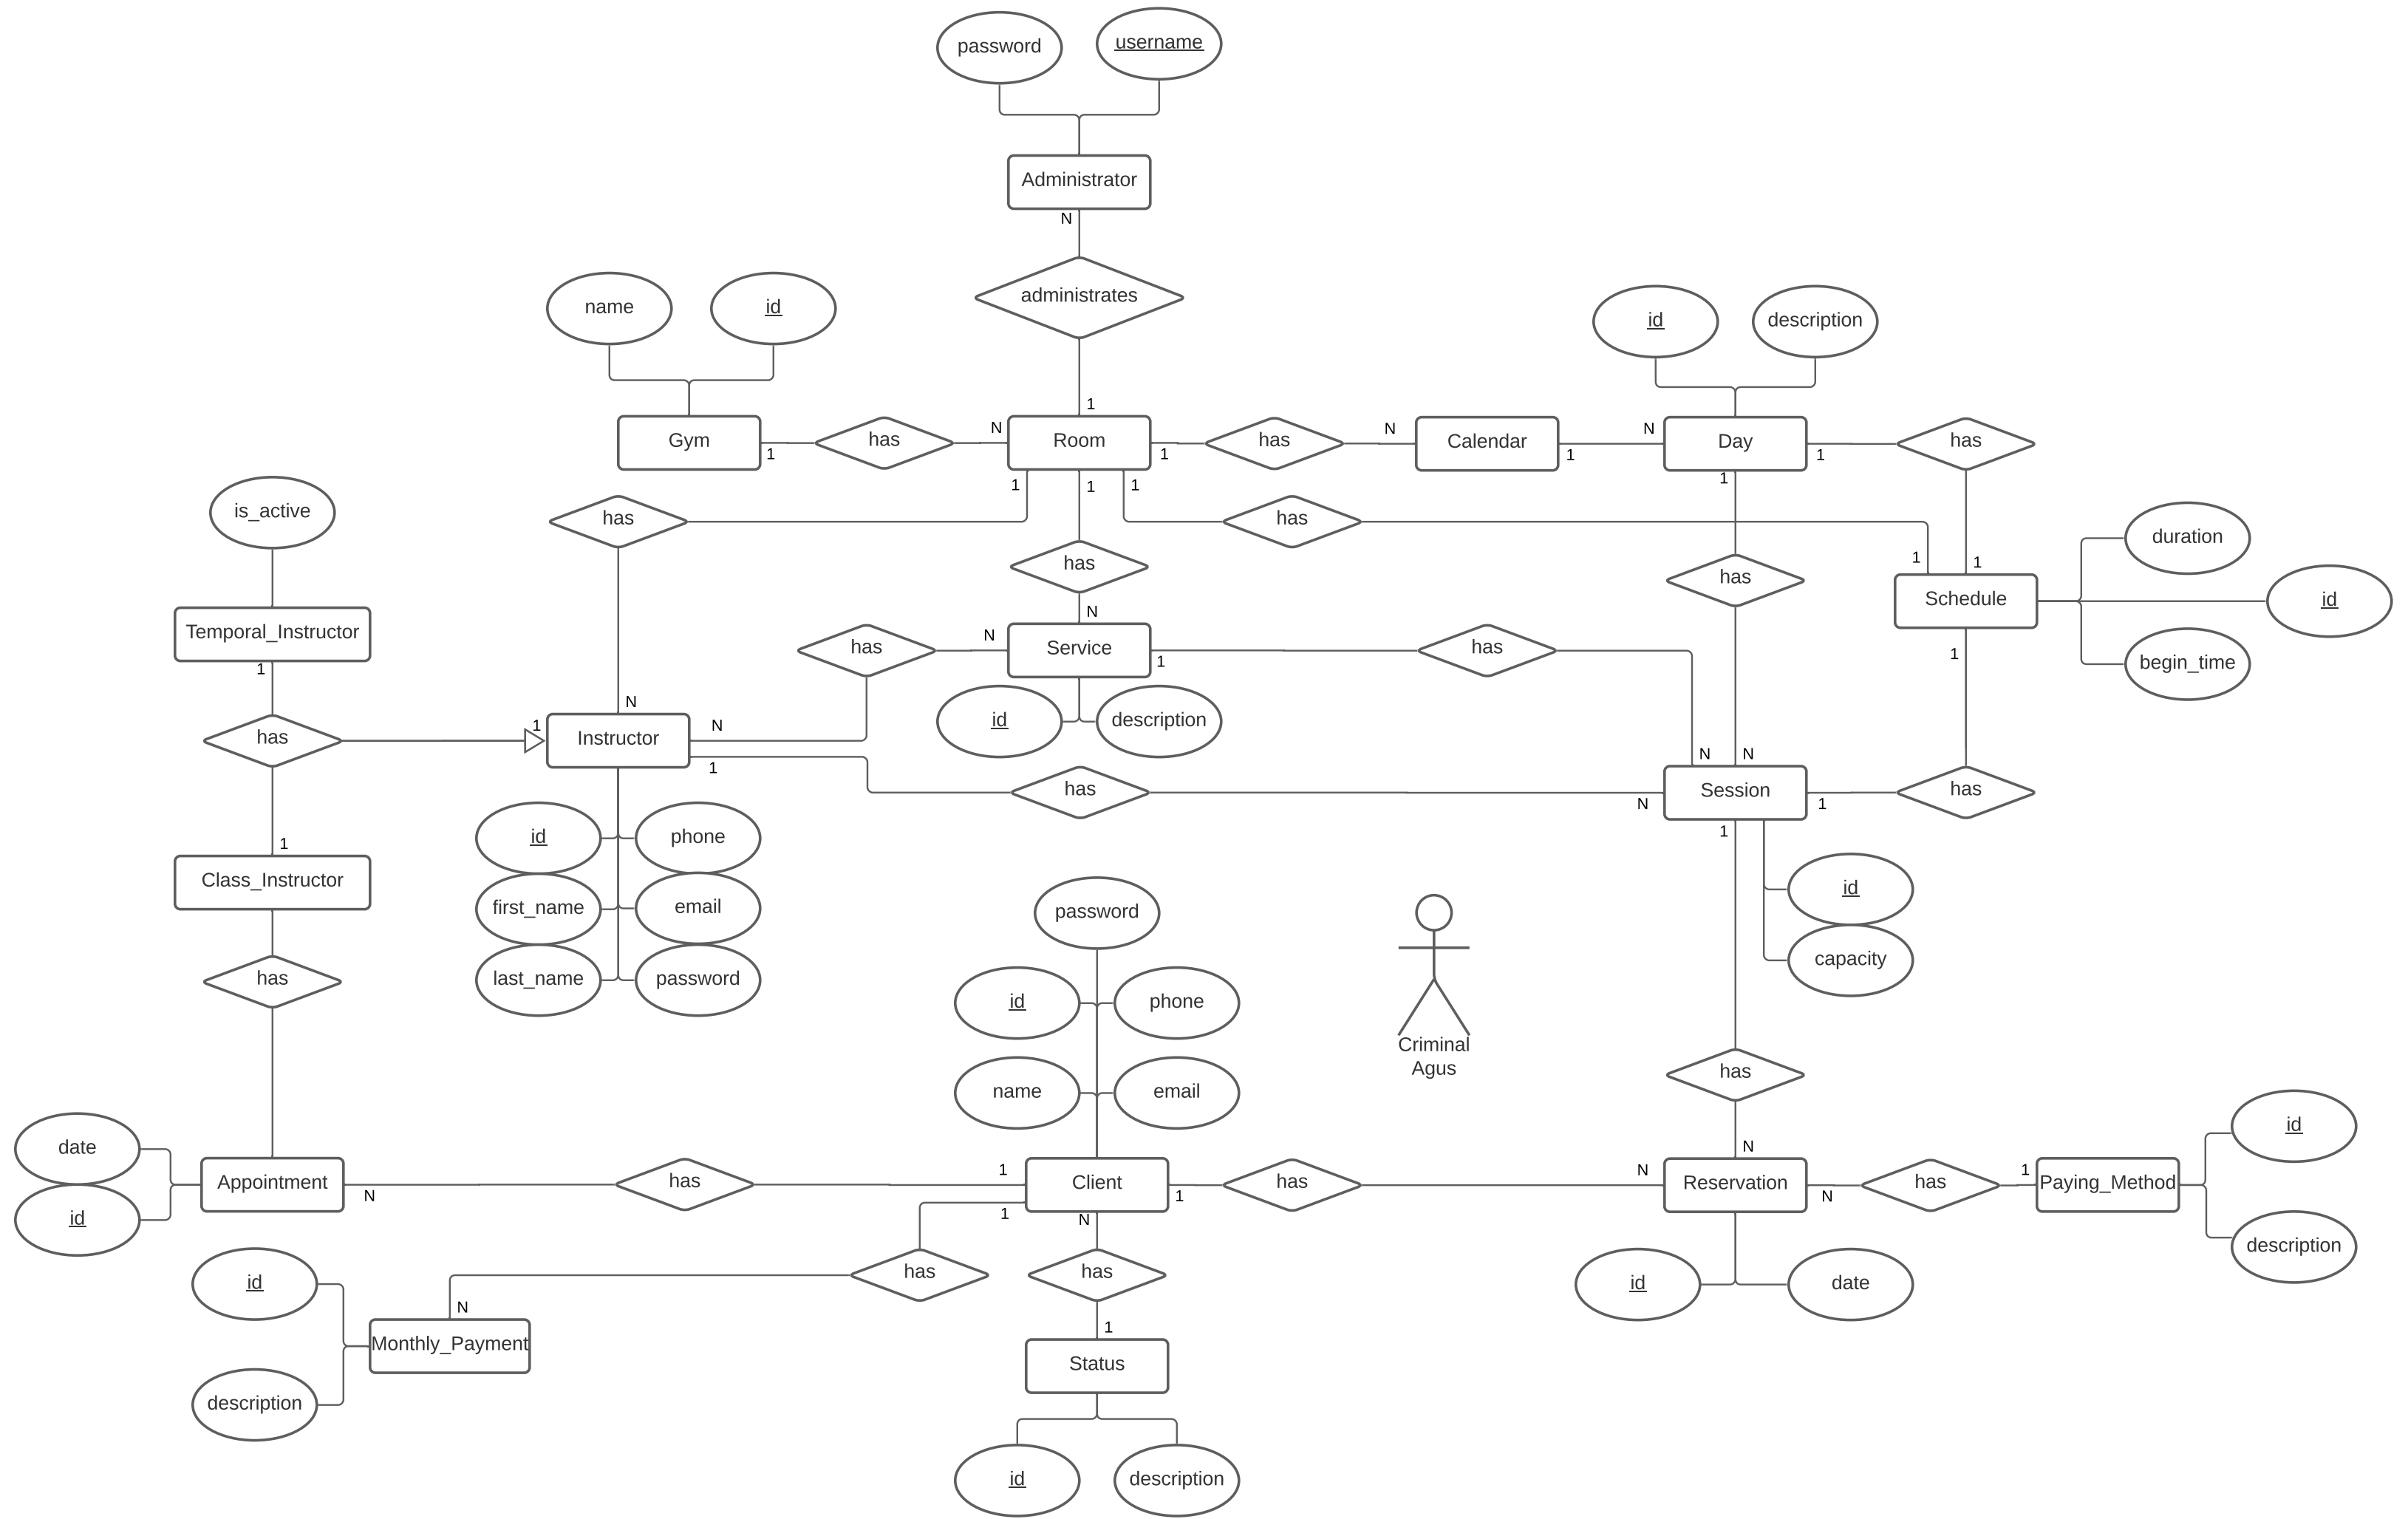 password
username
Administrator
N
administrates
name
id
id
description
1
Gym
1
has
N
Room
1
has
N
Calendar
1
N
Day
1
has
1
1
1
1
is_active
has
has
1
1
duration
has
has
Schedule
id
Temporal_Instructor
1
has
N
N
Service
1
has
1
begin_time
id
description
has
1
N
Instructor
N
1
N
N
has
N
Session
1
has
1
id
phone
1
Class_Instructor
first_name
email
password
id
capacity
last_name
password
has
id
phone
name
email
Criminal
Agus
has
date
id
Appointment
N
has
1
Client
1
1
N
has
N
N
Reservation
N
has
1
Paying_Method
id
description
id
description
N
Monthly_Payment
has
has
1
Status
id
date
id
description